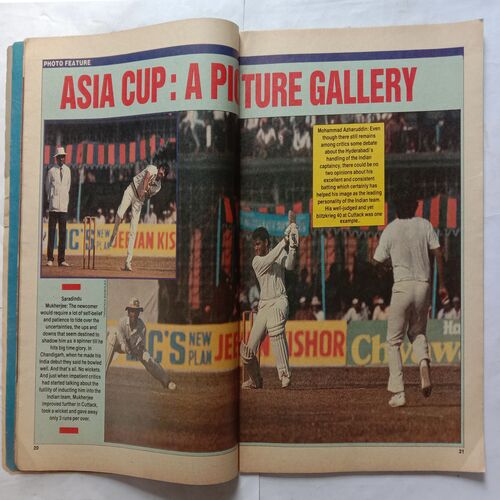 PHOTO FEATURE
ASIA CUP: A PICTURE GALLERY
Saradindu
Mukherjee: The newcomer
would require a lot of self-belief
and patience to tide over the
uncertainties, the ups and
downs that seem destined to
shadow him as a spinner till he
hits big time glory. In
Chandigarh, when he made his
India debut they said he bowled
well. And that's all. No wickets.
And just when impatient critics
had started talking about the
futility of inducting him into the
Indian team, Mukherjee
improved further in Cuttack,
took a wicket and gave away
only 3 runs per over.
20
Mohammad Azharuddin: Even
though there still remains
among critics some debate
about the Hyderabadi's
handling of the Indian
captaincy, there could be no
two opinions about his
excellent and consistent
batting which certainly has
helped his image as the leading
personality of the Indian team.
His well-judged and yet
blitzkrieg 40 at Cuttack was one
example..
IC'S NEW PLAN JEEVAN KIS
IC'S NEW PLAN JEE
KISHOR
21